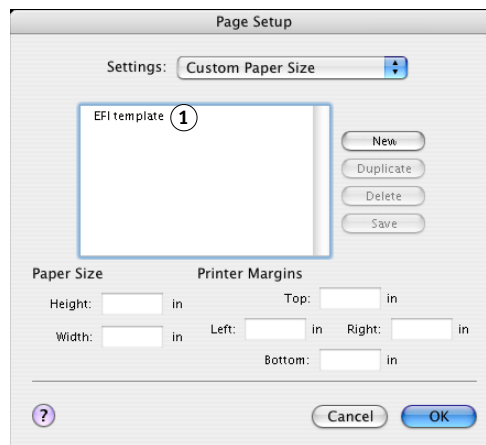 Page Setup
Settings: Custom Paper Size
EFI template 1
New
Duplicate
Delete
Save
Paper Size
Printer Margins
Height: in
Top: in
Width: in
Left: in Right: in
Bottom: in
? Cancel OK